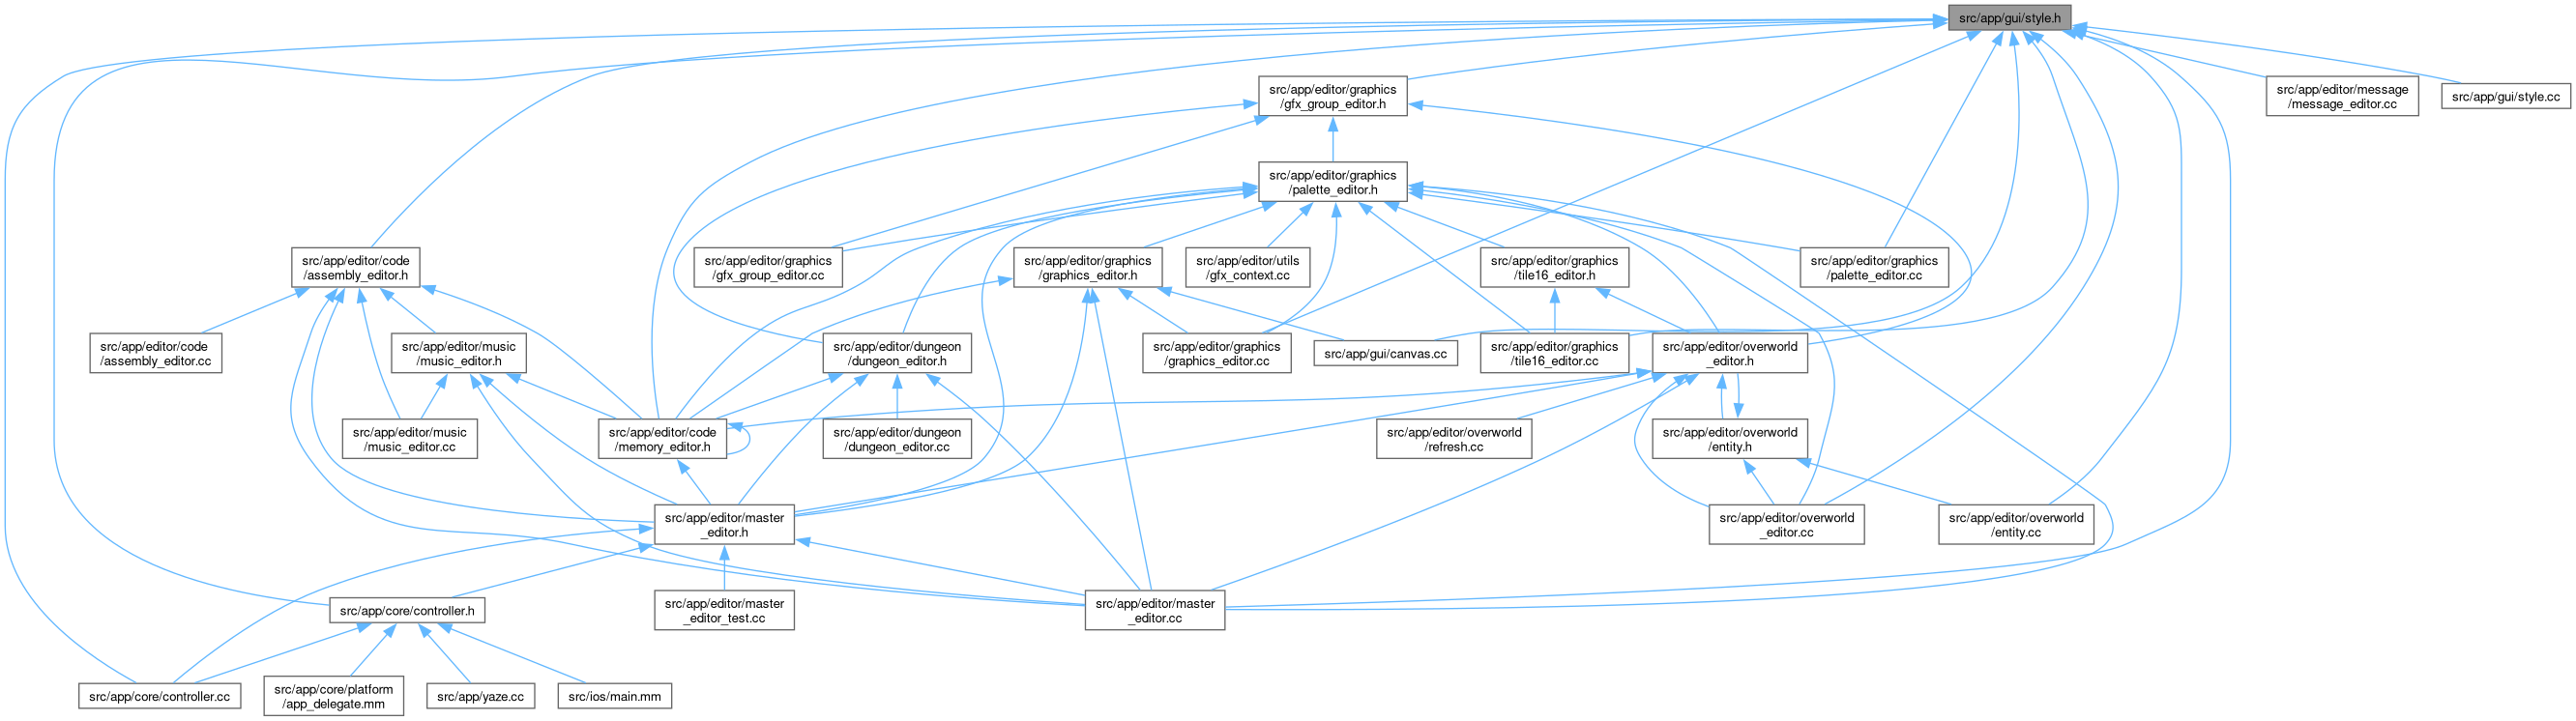 src/app/gui/style.h
src/app/editor/graphics
/gfx_group_editor.h
src/app/editor/message
/message_editor.cc
src/app/gui/style.cc
src/app/editor/graphics
/palette_editor.h
src/app/editor/code
/assembly_editor.h
src/app/editor/graphics
/gfx_group_editor.cc
src/app/editor/graphics
/graphics_editor.h
src/app/editor/utils
/gfx_context.cc
src/app/editor/graphics
/tile16_editor.h
src/app/editor/graphics
/palette_editor.cc
src/app/editor/code
/assembly_editor.cc
src/app/editor/music
/music_editor.h
src/app/editor/dungeon
/dungeon_editor.h
src/app/editor/graphics
/graphics_editor.cc
src/app/gui/canvas.cc
src/app/editor/graphics
/tile16_editor.cc
src/app/editor/overworld
_editor.h
src/app/editor/music
/music_editor.cc
src/app/editor/code
/memory_editor.h
src/app/editor/dungeon
/dungeon_editor.cc
src/app/editor/overworld
/refresh.cc
src/app/editor/overworld
/entity.h
src/app/editor/master
_editor.h
src/app/editor/overworld
_editor.cc
src/app/editor/overworld
/entity.cc
src/app/core/controller.h
src/app/editor/master
_editor_test.cc
src/app/editor/master
_editor.cc
src/app/core/controller.cc
src/app/core/platform
/app_delegate.mm
src/app/yaze.cc
src/ios/main.mm